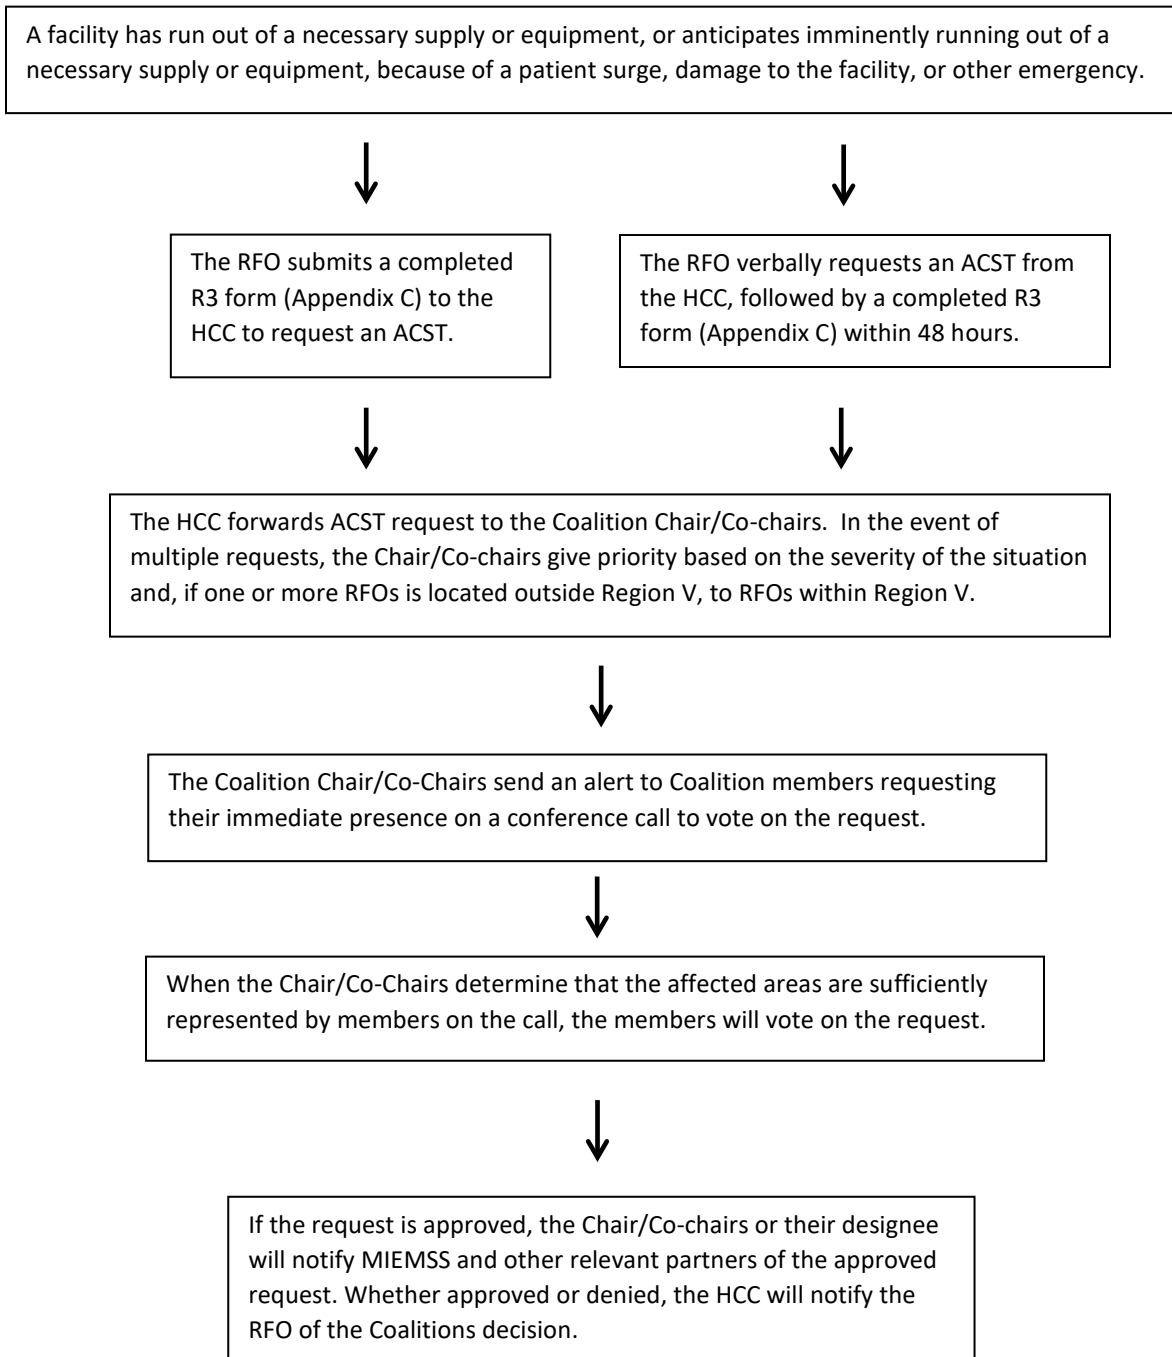 A facility has run out of a necessary supply or equipment, or anticipates imminently running out of a
necessary supply or equipment, because of a patient surge, damage to the facility, or other emergency.
The RFO submits a completed
R3 form (Appendix C) to the
HCC to request an ACST.
The RFO verbally requests an ACST from
the HCC, followed by a completed R3
form (Appendix C) within 48 hours.
The HCC forwards ACST request to the Coalition Chair/Co-chairs.  In the event of
multiple requests, the Chair/Co-chairs give priority based on the severity of the situation
and, if one or more RFOs is located outside Region V, to RFOs within Region V.
The Coalition Chair/Co-Chairs send an alert to Coalition members requesting
their immediate presence on a conference call to vote on the request.
When the Chair/Co-Chairs determine that the affected areas are sufficiently
represented by members on the call, the members will vote on the request.
If the request is approved, the Chair/Co-chairs or their designee
will notify MIEMSS and other relevant partners of the approved
request. Whether approved or denied, the HCC will notify the
RFO of the Coalitions decision.